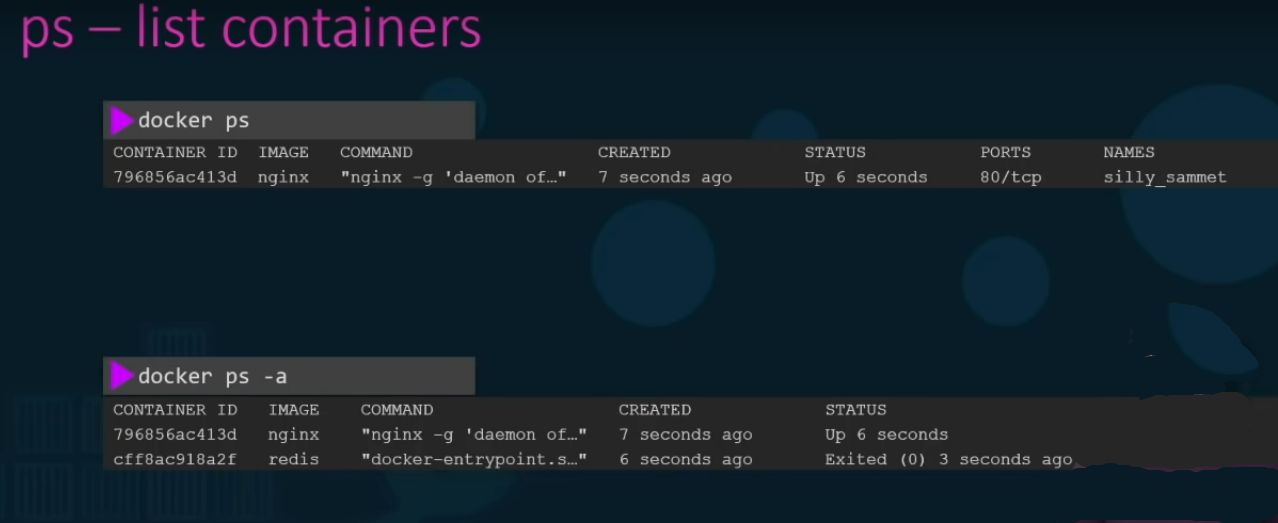 ps – list containers
docker ps
CONTAINER ID IMAGE COMMAND CREATED STATUS PORTS NAMES
796856ac413d nginx "nginx -g 'daemon of…" 7 seconds ago Up 6 seconds 80/tcp silly_sammet
docker ps -a
CONTAINER ID IMAGE COMMAND CREATED STATUS
796856ac413d nginx "nginx -g 'daemon of…" 7 seconds ago Up 6 seconds
cff8ac918a2f redis "docker-entrypoint.s…" 6 seconds ago Exited (0) 3 seconds ago